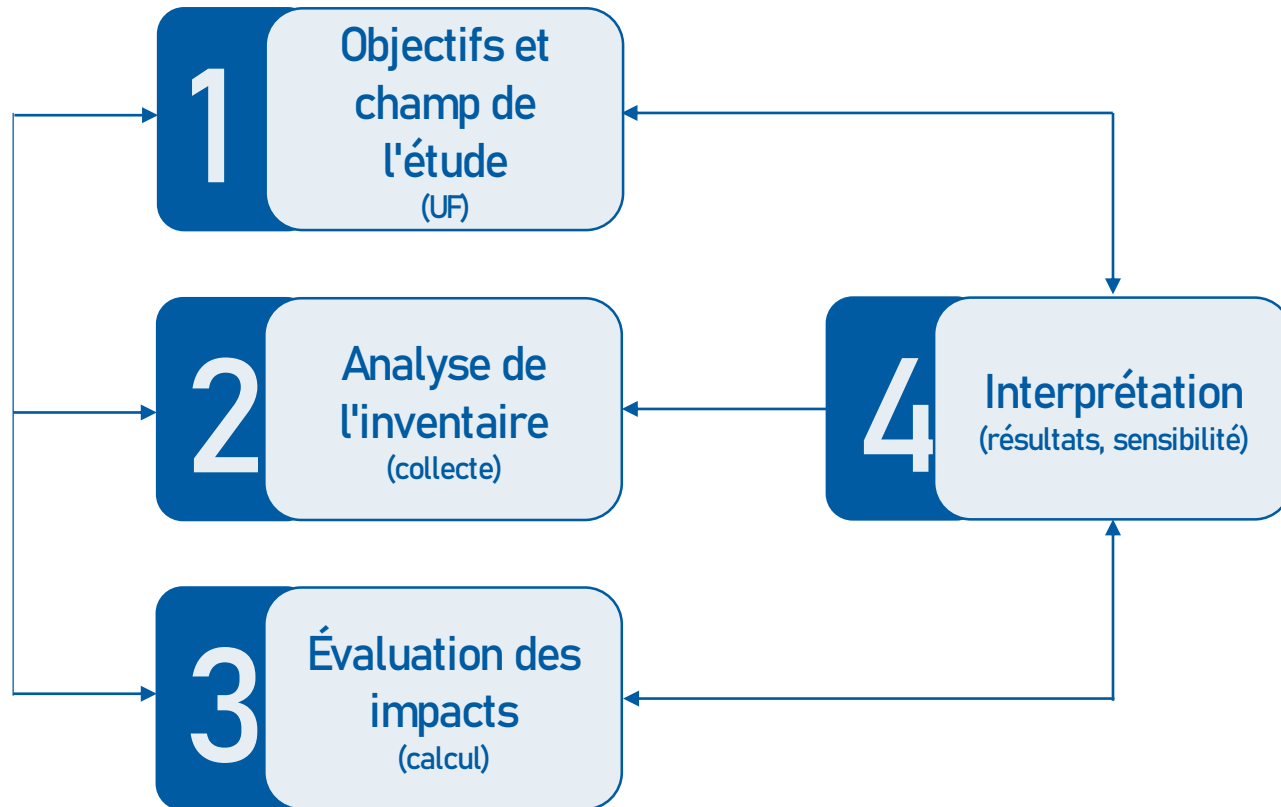 1
Objectifs et
champ de
l'étude
(UF)
2
Analyse de
l'inventaire
(collecte)
3
Évaluation des
impacts
(calcul)
4
Interprétation
(résultats, sensibilité)